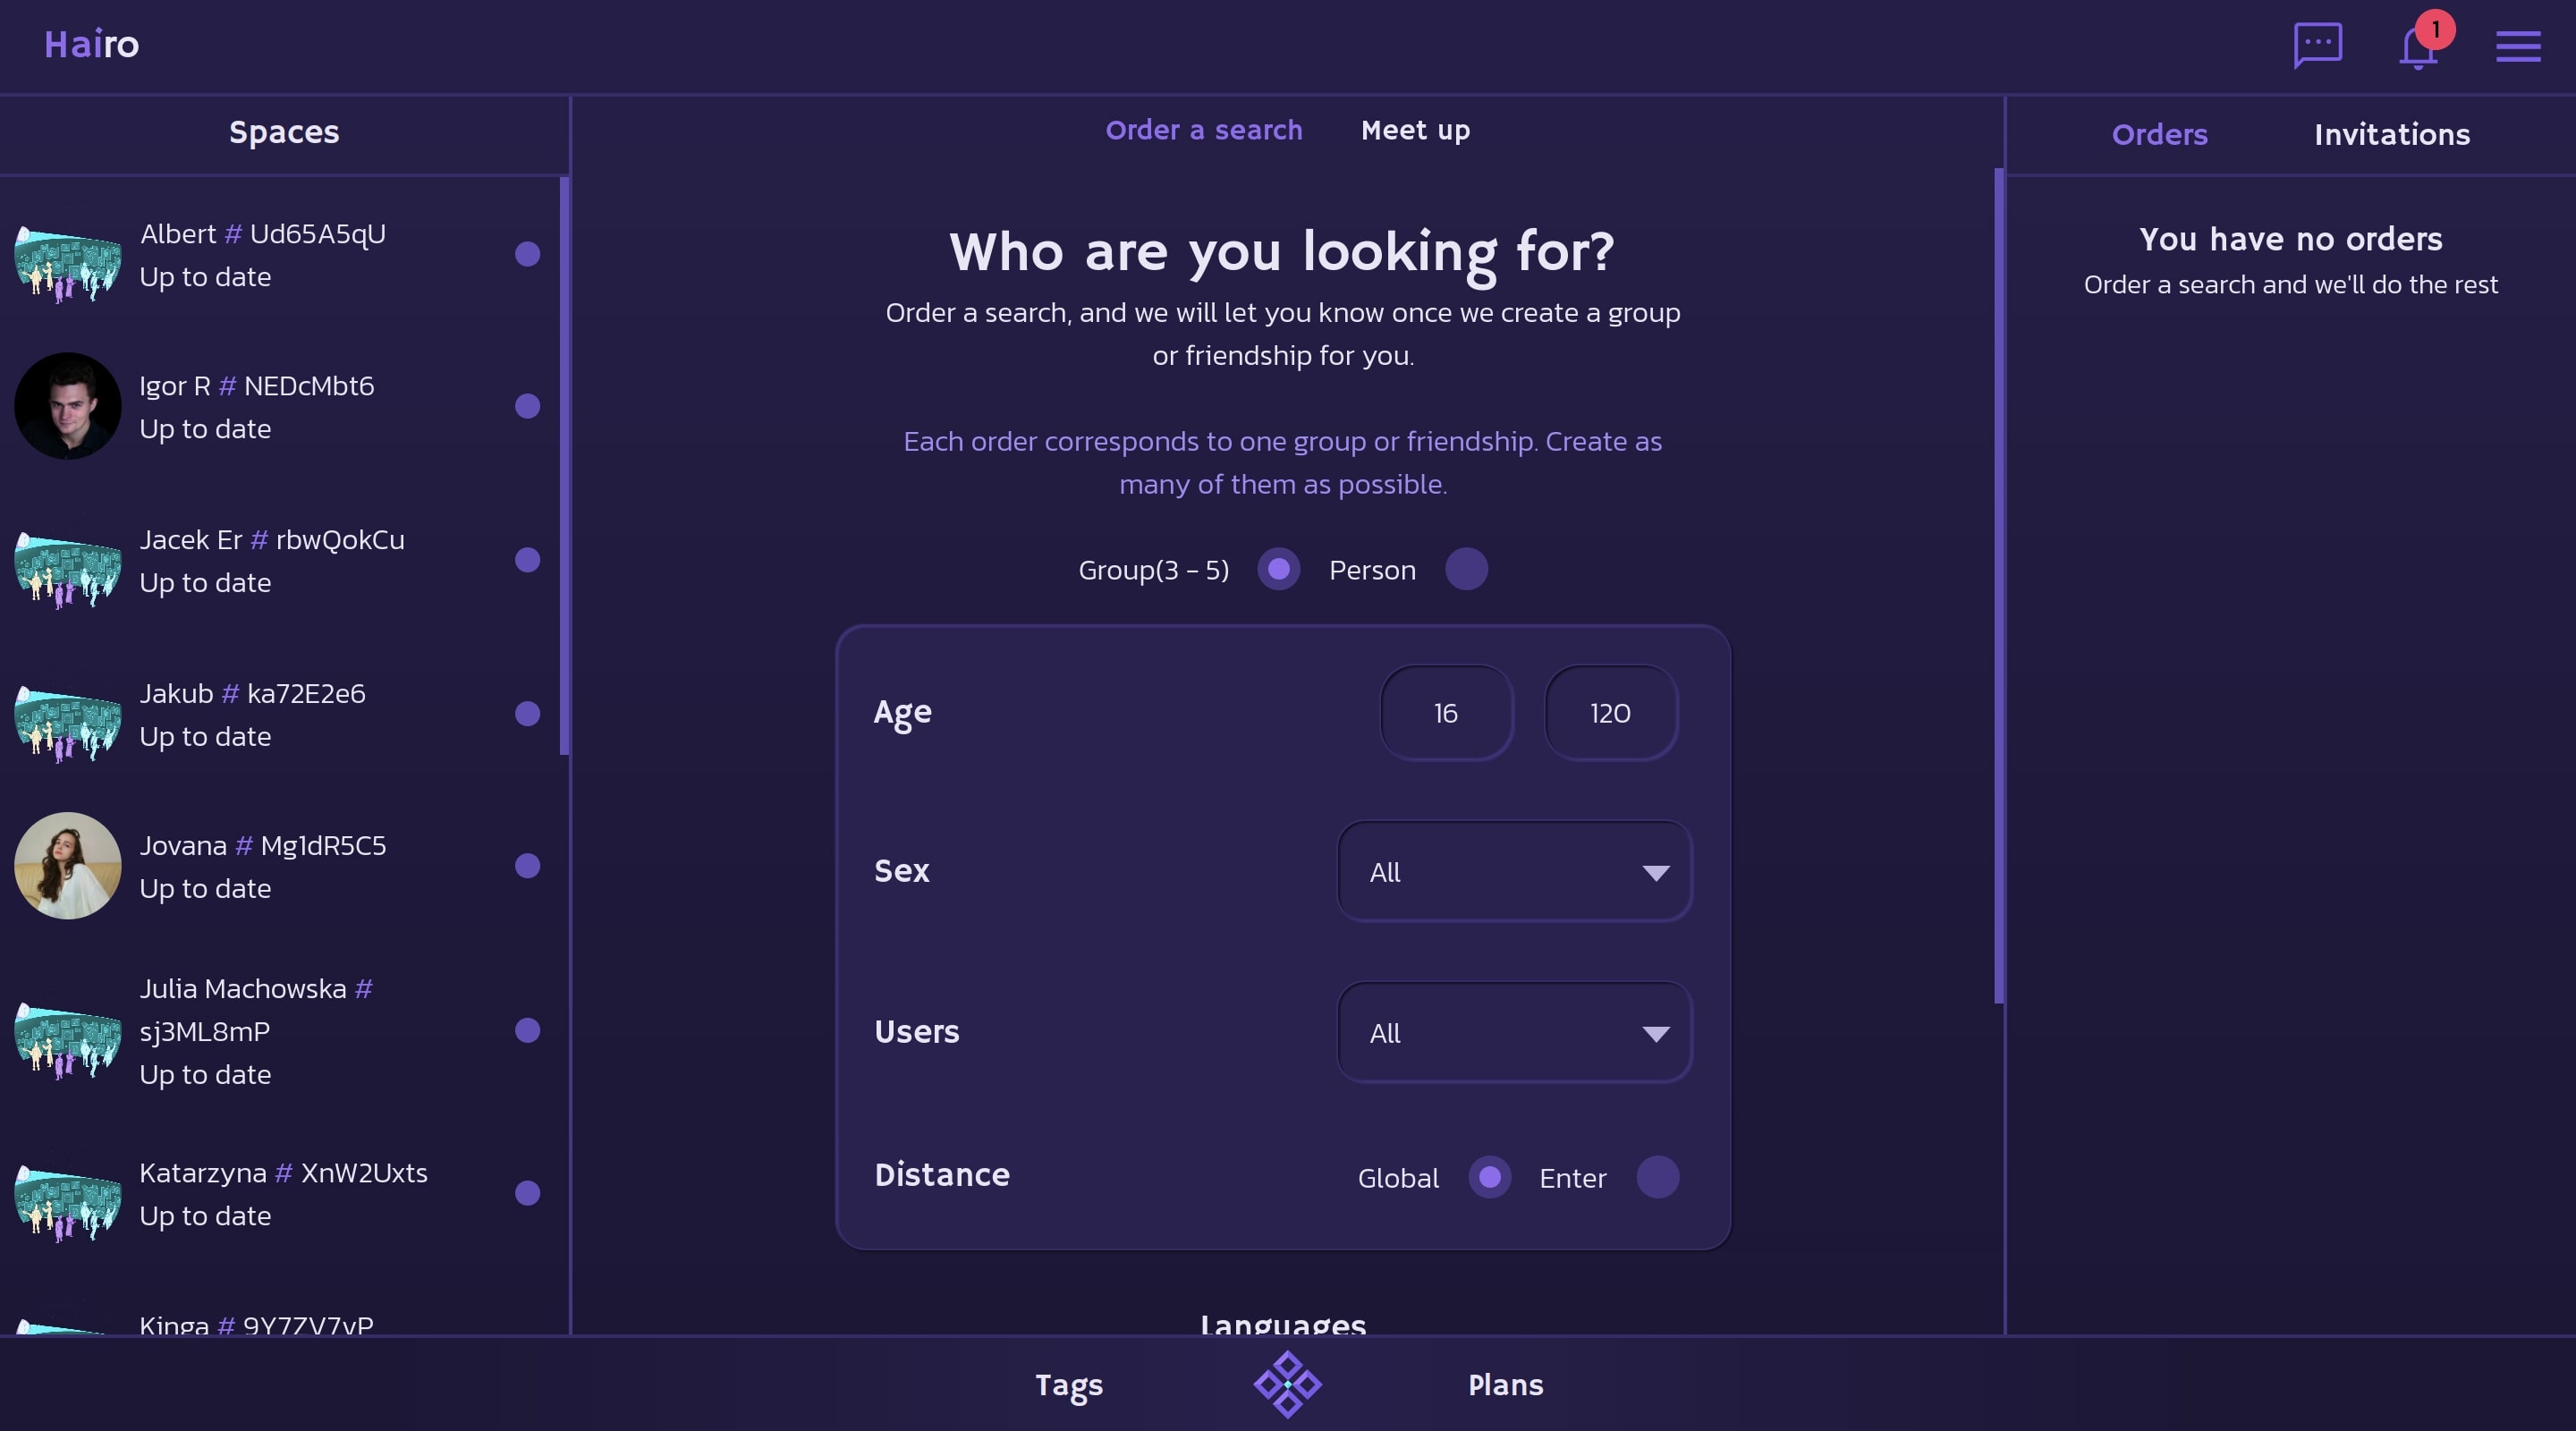 Hairo
1
Spaces
Albert # Ud65A5qU
Up to date
Igor R # NEDcMbt6
Up to date
Jacek Er # rbwQokCu
Up to date
Jakub # ka72E2e6
Up to date
Jovana # Mg1dR5C5
Up to date
Julia Machowska #
sj3ML8mP
Up to date
Katarzyna # XnW2Uxts
Up to date
Kinga # 9Y7ZV7vP
Order a search Meet up
Who are you looking for?
Order a search, and we will let you know once we create a group
or friendship for you.
Each order corresponds to one group or friendship. Create as
many of them as possible.
Group(3 - 5) Person
Age 16 120
Sex All
Users All
Distance Global Enter
Languages
Orders Invitations
You have no orders
Order a search and we'll do the rest
Tags Plans